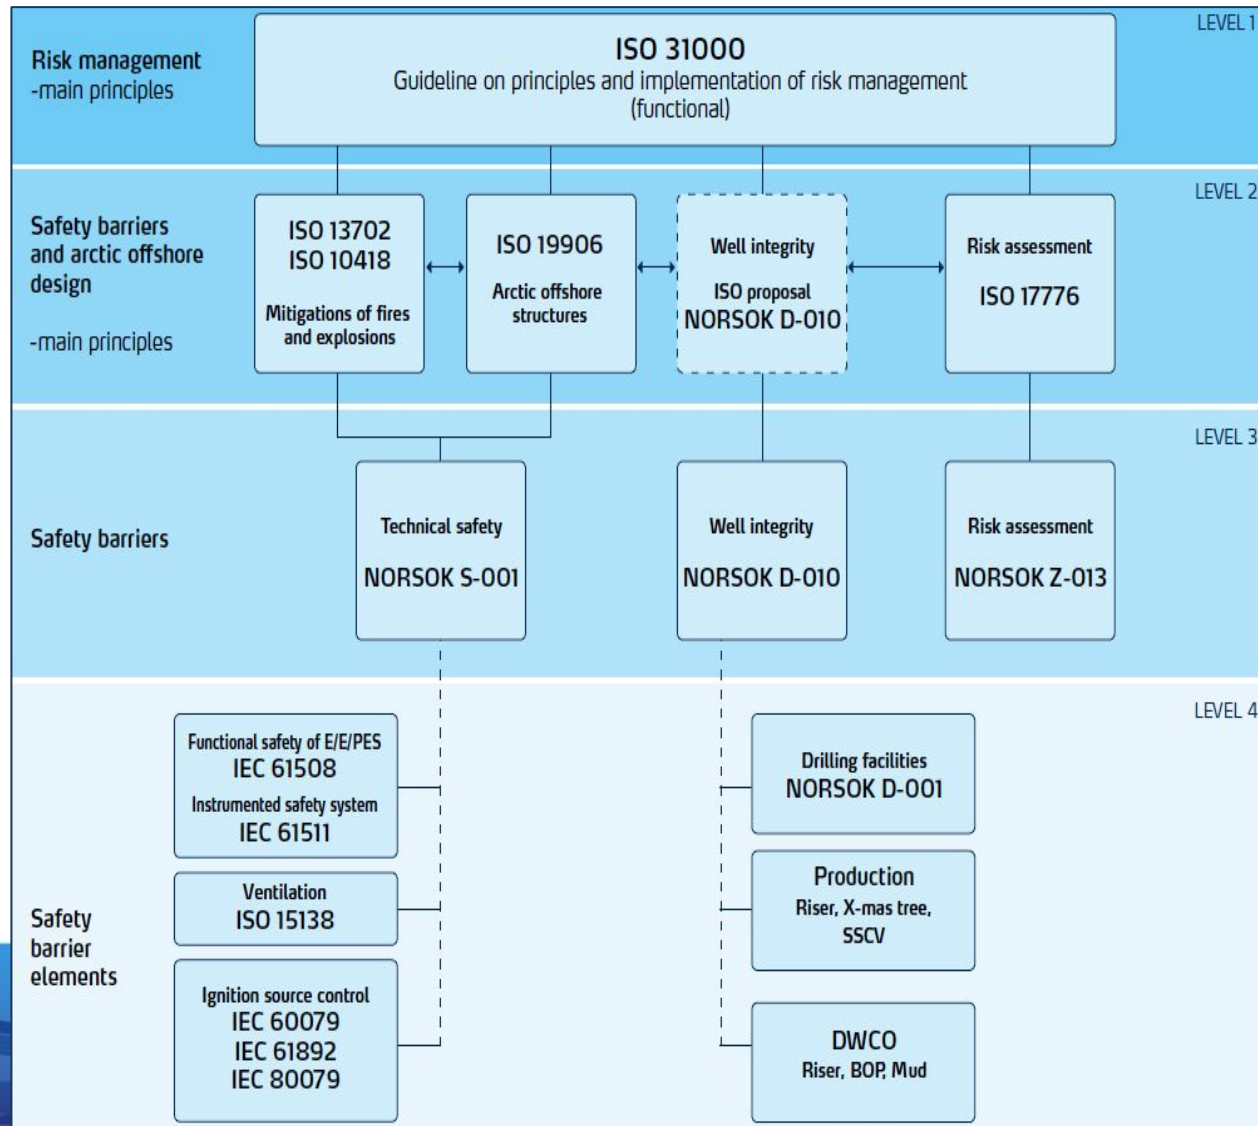 LEVEL 1
Risk management
-main principles
ISO 31000
Guideline on principles and implementation of risk management
(functional)
LEVEL 2
Safety barriers
and arctic offshore
design
-main principles
ISO 13702
ISO 10418
Mitigations of fires
and explosions
ISO 19906
Arctic offshore
structures
Well integrity
ISO proposal
NORSOK D-010
Risk assessment
ISO 17776
LEVEL 3
Safety barriers
Technical safety
NORSOK S-001
Well integrity
NORSOK D-010
Risk assessment
NORSOK Z-013
LEVEL 4
Safety
barrier
elements
Functional safety of E/E/PES
IEC 61508
Instrumented safety system
IEC 61511
Ventilation
ISO 15138
Ignition source control
IEC 60079
IEC 61892
IEC 80079
Drilling facilities
NORSOK D-001
Production
Riser, X-mas tree,
SSCV
DWCO
Riser, BOP, Mud